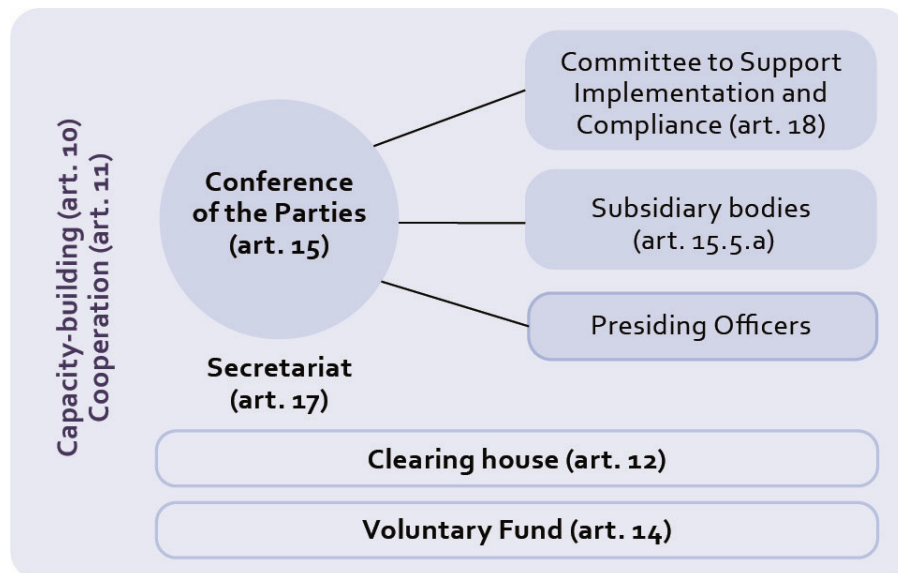 Capacity-building (art. 10)
Cooperation (art. 11)
Conference
of the Parties
(art. 15)
Committee to Support
Implementation and
Compliance (art. 18)
Subsidiary bodies
(art. 15.5.a)
Presiding Officers
Secretariat
(art. 17)
Clearing house (art. 12)
Voluntary Fund (art. 14)